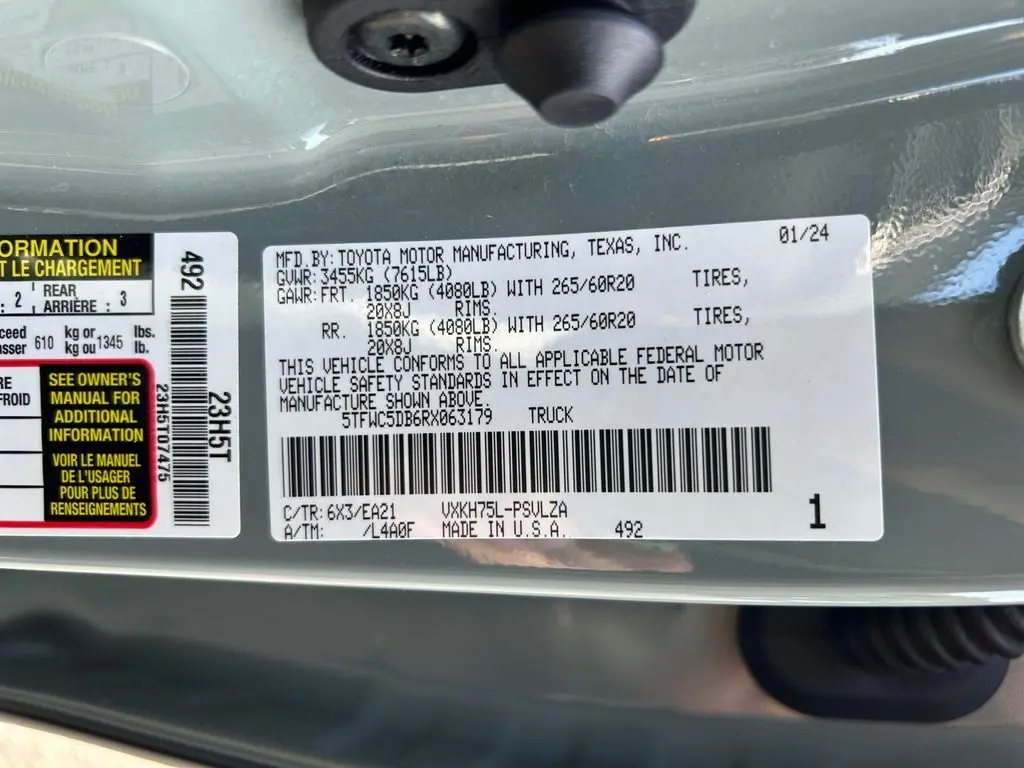 ORMATION
T LE CHARGEMENT
: 2 REAR
ARRIÈRE : 3
xceed 610 kg or 1345 lbs.
asser kg ou lb.
RE
FROID
SEE OWNER'S
MANUAL FOR
ADDITIONAL
INFORMATION
VOIR LE MANUEL
DE L'USAGER
POUR PLUS DE
RENSEIGNEMENTS
492
23H5T07475
23H5T
MFD.BY:TOYOTA MOTOR MANUFACTURING, TEXAS, INC. 01/24
GVWR:3455KG (7615LB)
GAWR:FRT. 1850KG (4080LB) WITH 265/60R20 TIRES,
20X8J RIMS.
RR. 1850KG (4080LB) WITH 265/60R20 TIRES,
20X8J RIMS.
THIS VEHICLE CONFORMS TO ALL APPLICABLE FEDERAL MOTOR
VEHICLE SAFETY STANDARDS IN EFFECT ON THE DATE OF
MANUFACTURE SHOWN ABOVE.
5TFWC5DB6RX063179 TRUCK
C/TR:6X3/EA21 VXKH75L-PSVLZA
A/TM: /L4A0F MADE IN U.S.A. 492
1